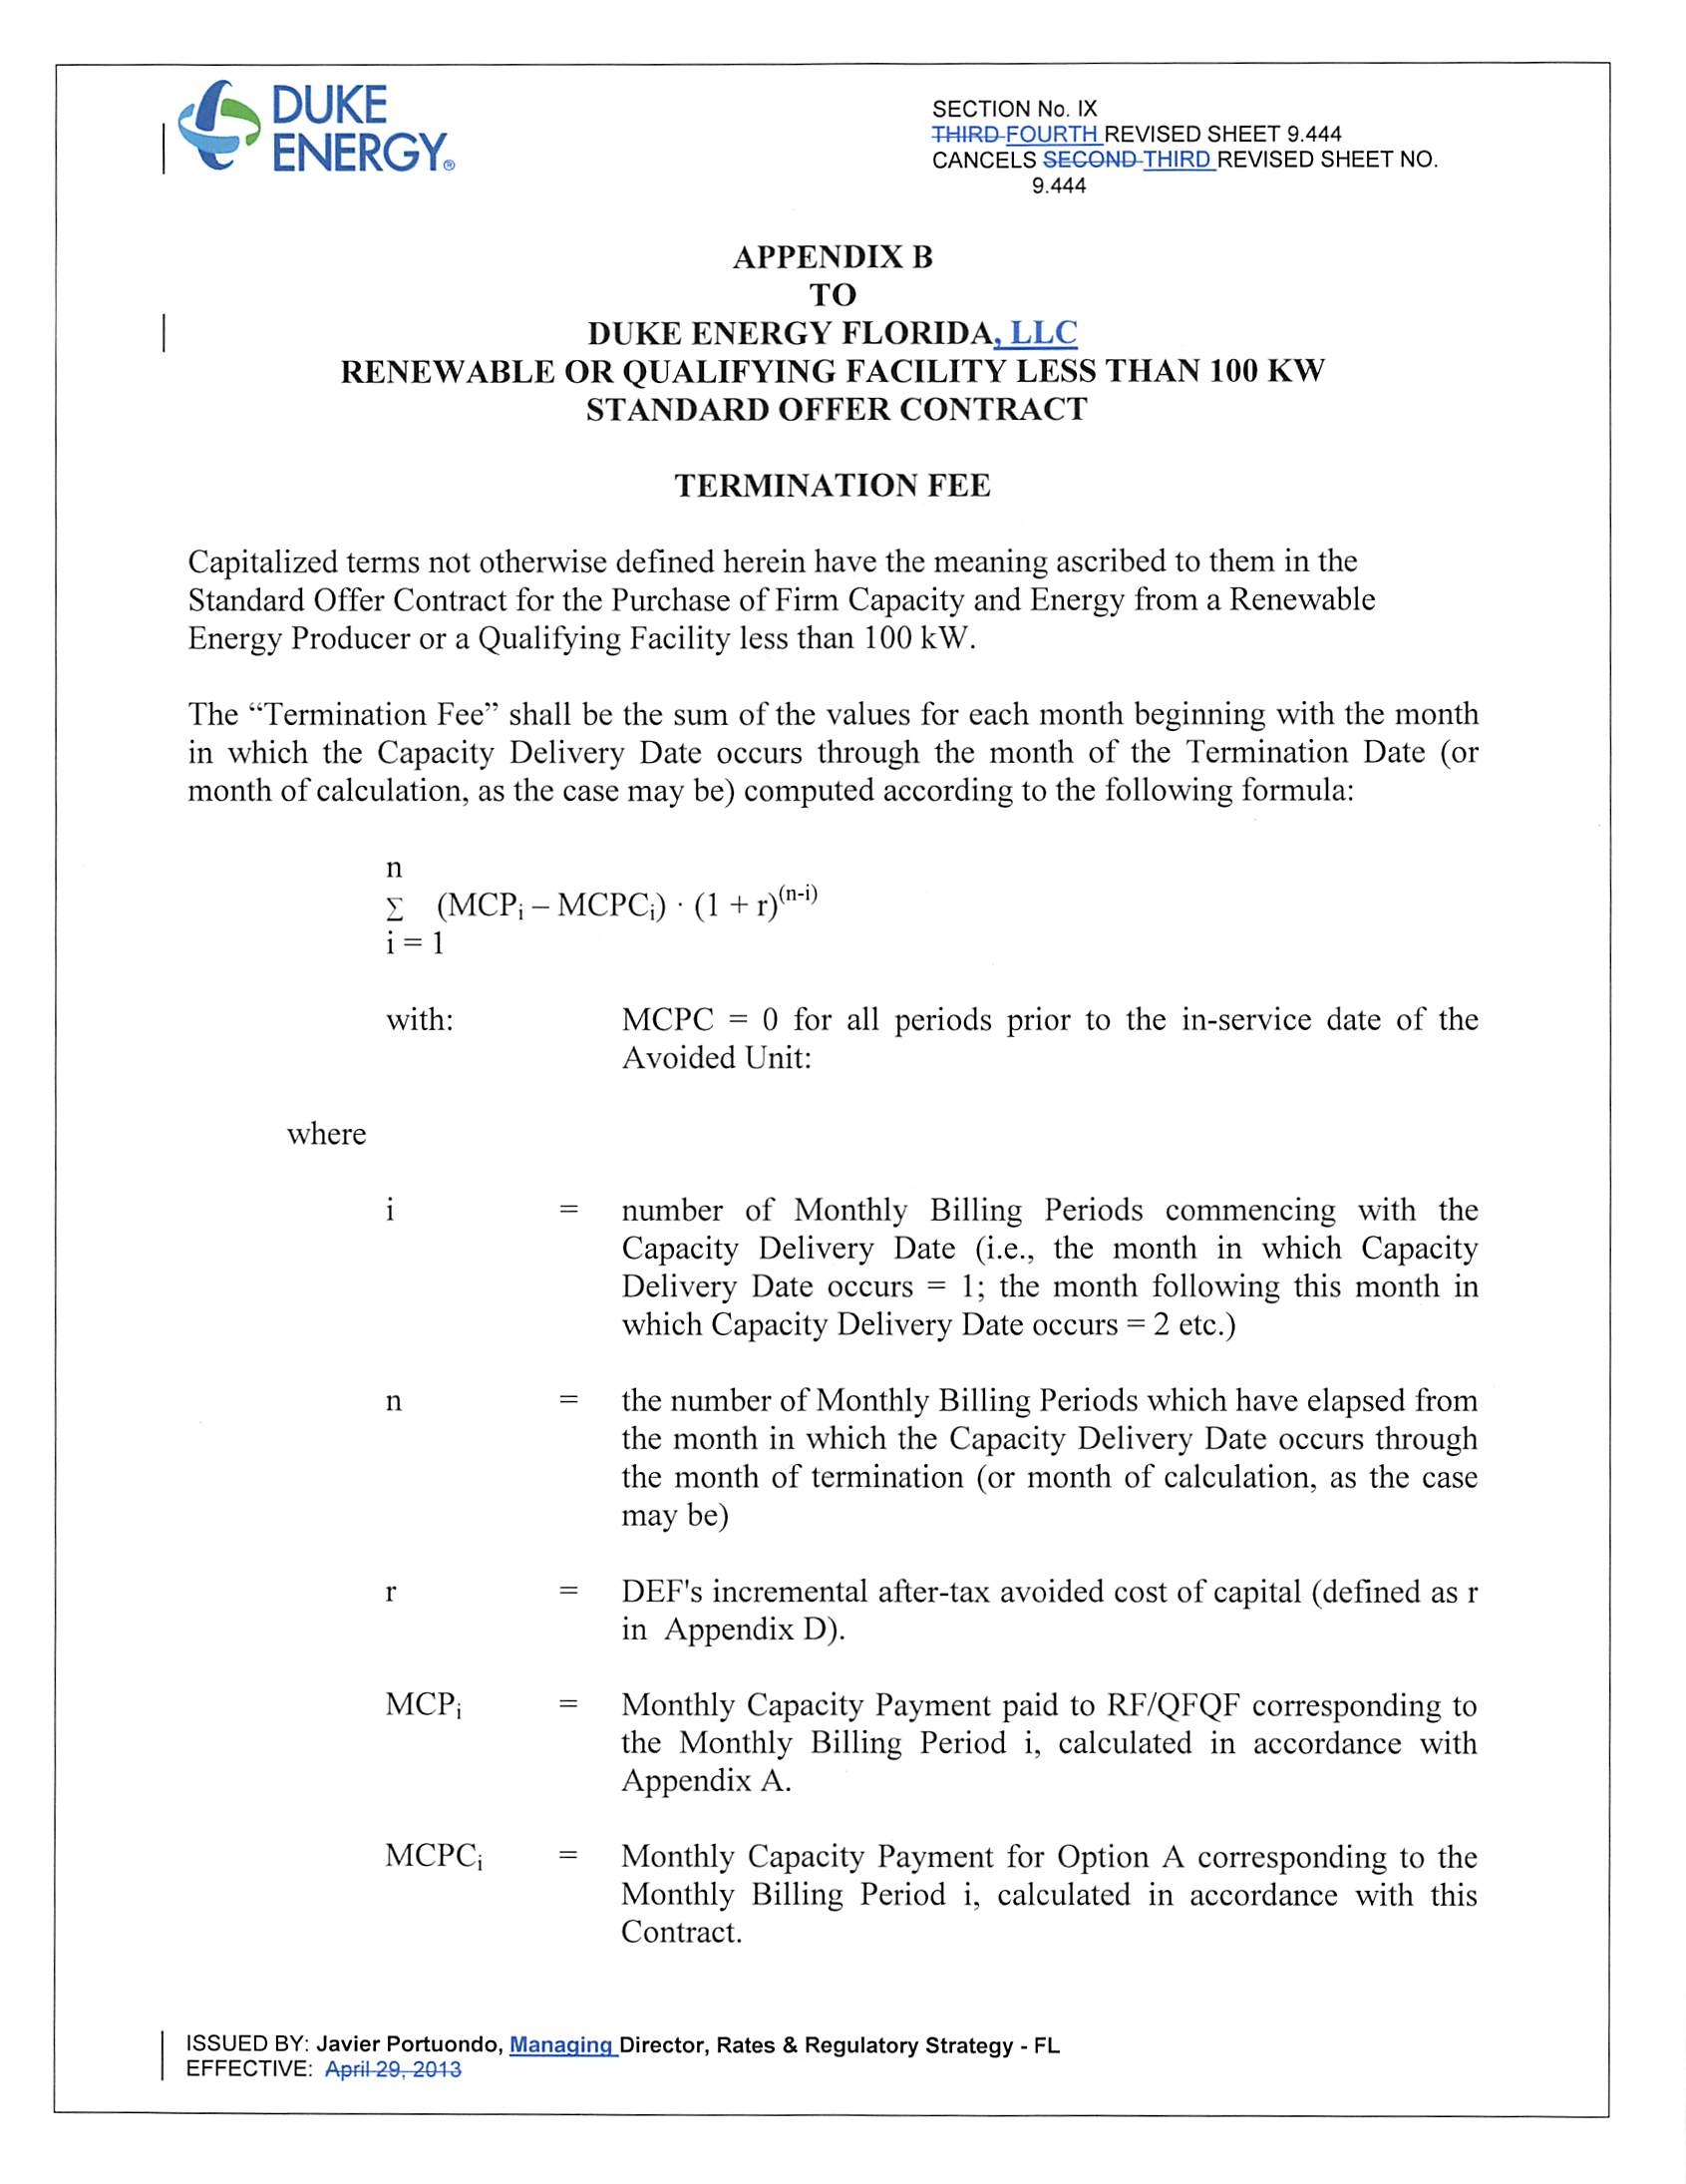 DUKE
ENERGY®
SECTION No. IX
THIRD FOURTH REVISED SHEET 9.444
CANCELS SECOND THIRD REVISED SHEET NO.
9.444
APPENDIX B
TO
DUKE ENERGY FLORIDA, LLC
RENEWABLE OR QUALIFYING FACILITY LESS THAN 100 KW
STANDARD OFFER CONTRACT
TERMINATION FEE
Capitalized terms not otherwise defined herein have the meaning ascribed to them in the
Standard Offer Contract for the Purchase of Firm Capacity and Energy from a Renewable
Energy Producer or a Qualifying Facility less than 100 kW.
The “Termination Fee” shall be the sum of the values for each month beginning with the month
in which the Capacity Delivery Date occurs through the month of the Termination Date (or
month of calculation, as the case may be) computed according to the following formula:
n
∑ (MCPi – MCPCi) · (1 + r)(n-i)
i = 1
with: MCPC = 0 for all periods prior to the in-service date of the
Avoided Unit:
where
i = number of Monthly Billing Periods commencing with the
Capacity Delivery Date (i.e., the month in which Capacity
Delivery Date occurs = 1; the month following this month in
which Capacity Delivery Date occurs = 2 etc.)
n = the number of Monthly Billing Periods which have elapsed from
the month in which the Capacity Delivery Date occurs through
the month of termination (or month of calculation, as the case
may be)
r = DEF's incremental after-tax avoided cost of capital (defined as r
in Appendix D).
MCPi = Monthly Capacity Payment paid to RF/QFQF corresponding to
the Monthly Billing Period i, calculated in accordance with
Appendix A.
MCPCi = Monthly Capacity Payment for Option A corresponding to the
Monthly Billing Period i, calculated in accordance with this
Contract.
ISSUED BY: Javier Portuondo, Managing Director, Rates & Regulatory Strategy - FL
EFFECTIVE: April 29, 2013